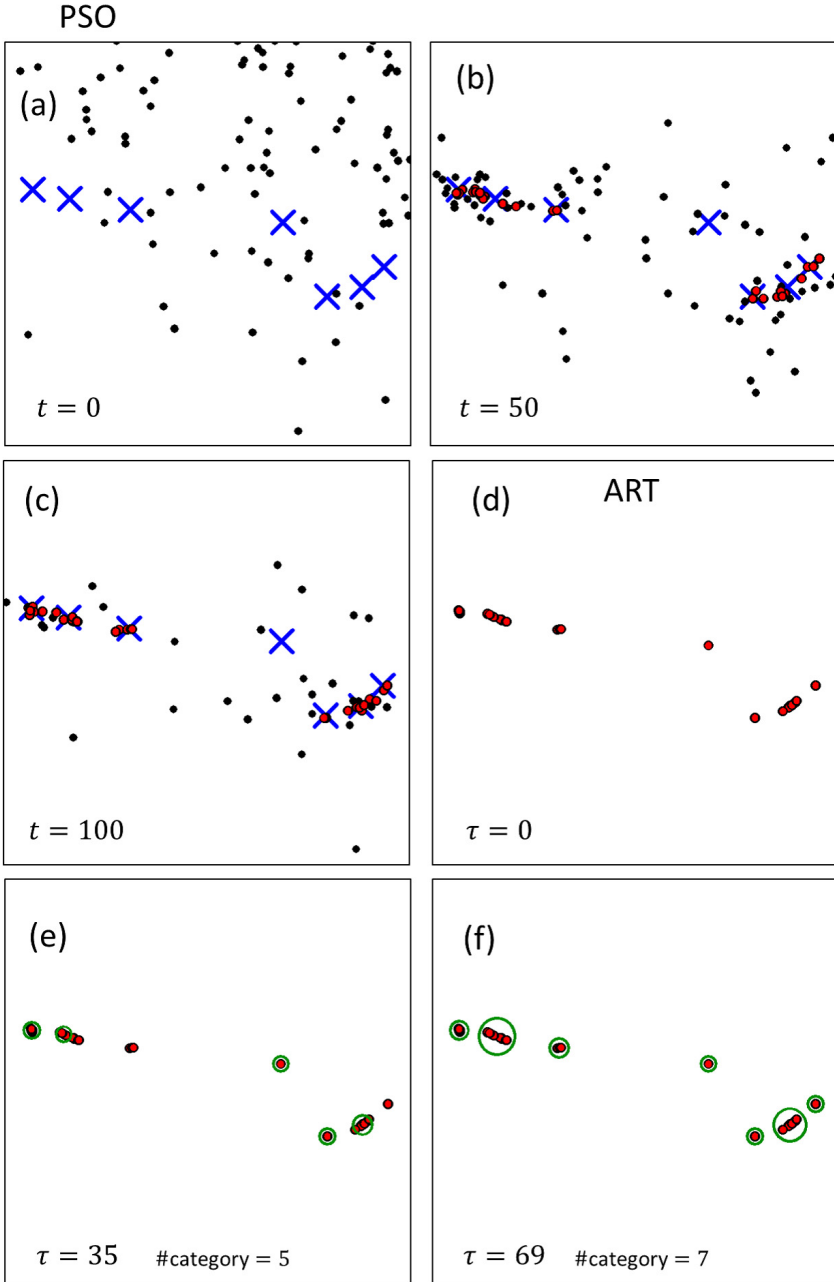 PSO
(a)
t = 0
(b)
t = 50
(c)
t = 100
(d)
ART
τ = 0
(e)
τ = 35 #category = 5
(f)
τ = 69 #category = 7